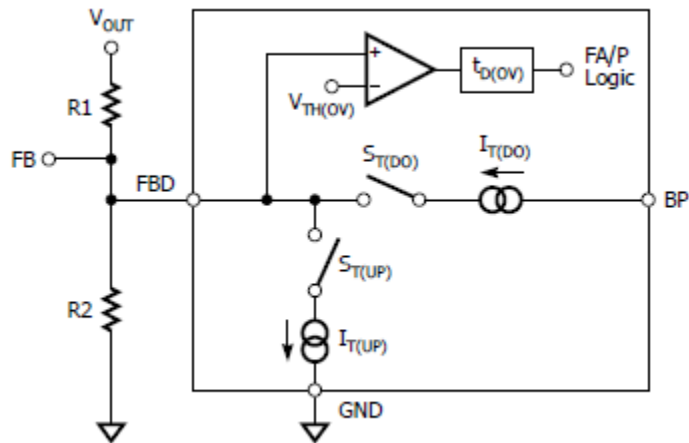 VOUT
R1
FB
FBD
R2
VTH(OV)
+
−
tD(OV)
FA/P
Logic
ST(DO)
IT(DO)
BP
ST(UP)
IT(UP)
GND